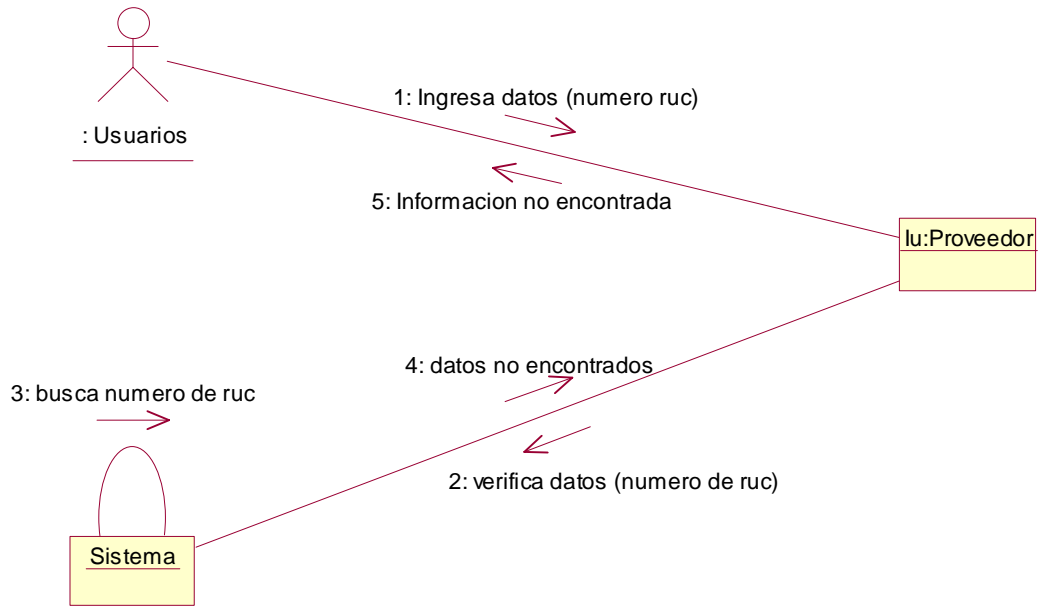 : Usuarios
1: Ingresa datos (numero ruc)
5: Informacion no encontrada
Iu:Proveedor
4: datos no encontrados
3: busca numero de ruc
2: verifica datos (numero de ruc)
Sistema